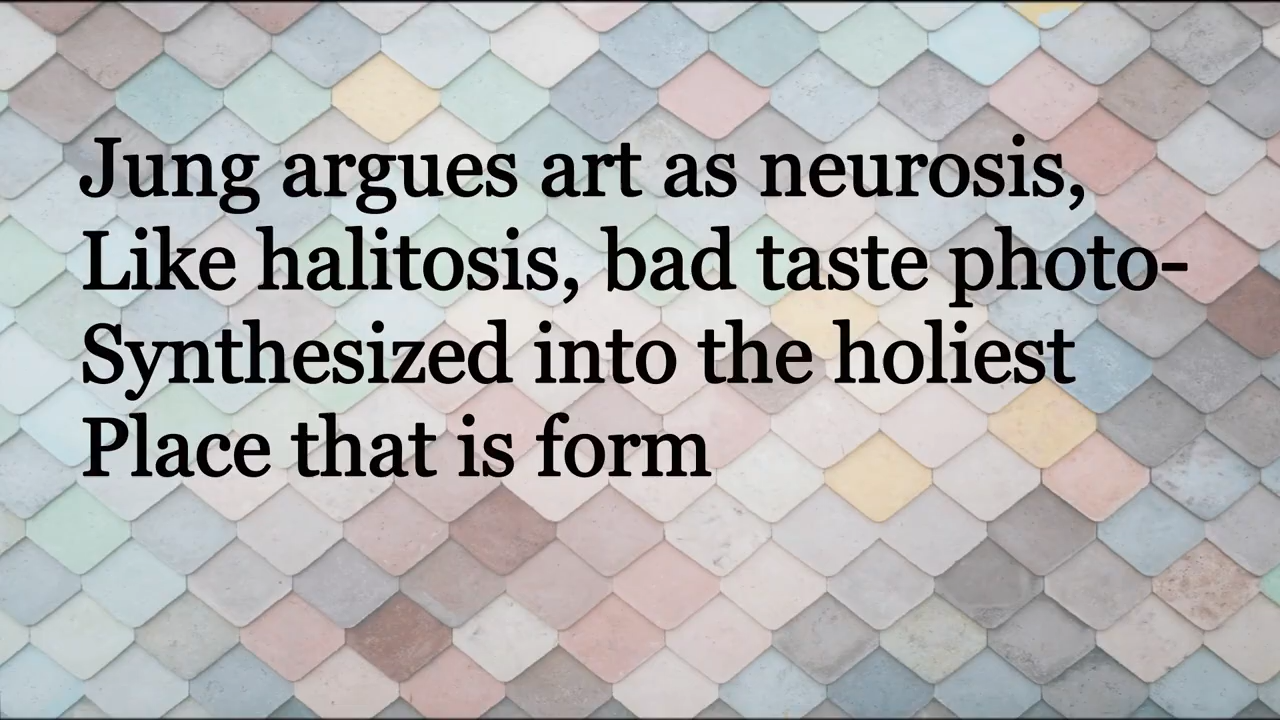 Jung argues art as neurosis,
Like halitosis, bad taste photo-
Synthesized into the holiest
Place that is form